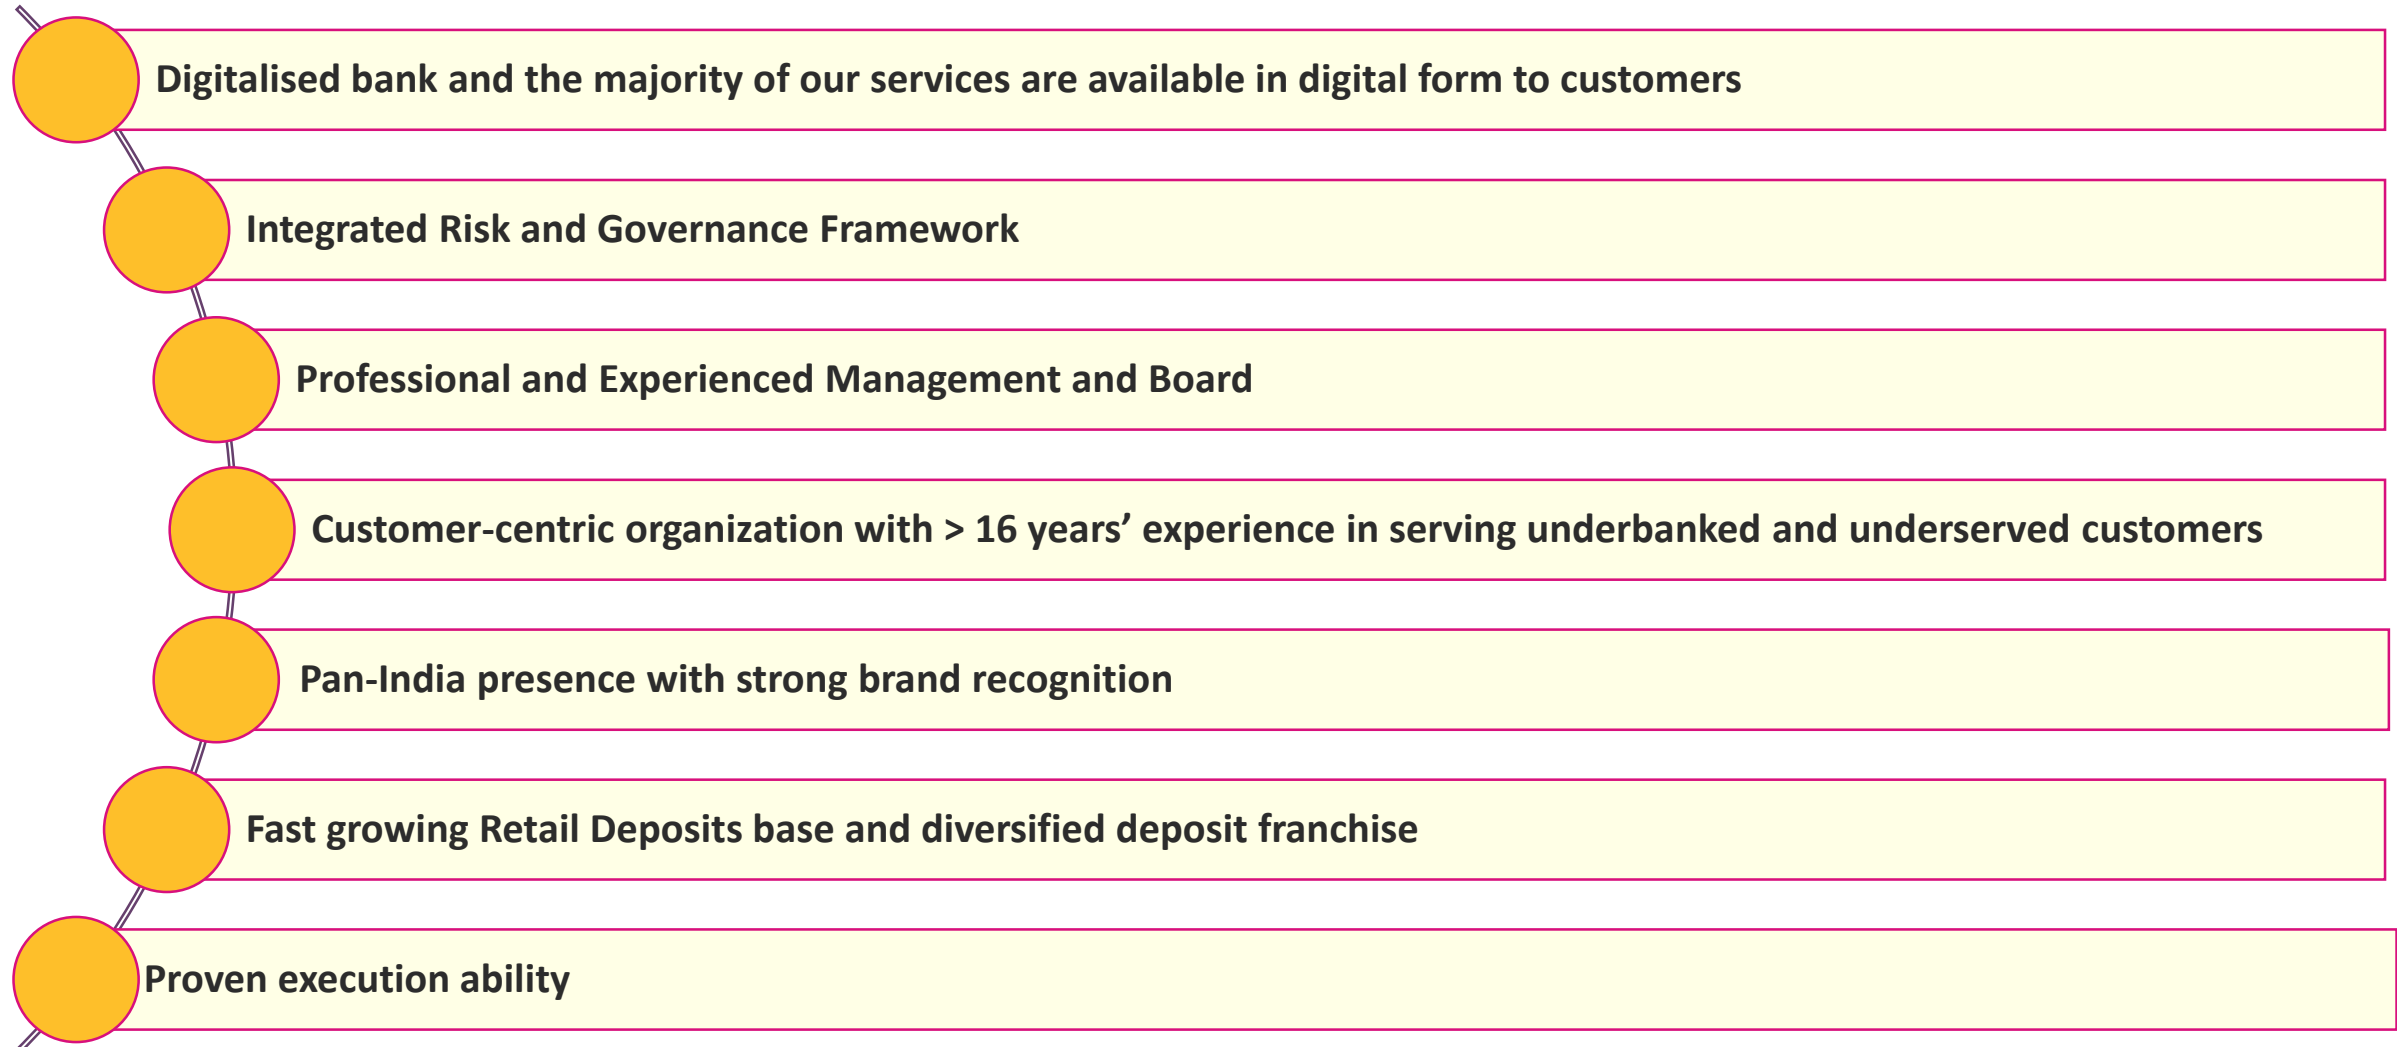 Digitalised bank and the majority of our services are available in digital form to customers
Integrated Risk and Governance Framework
Professional and Experienced Management and Board
Customer-centric organization with > 16 years’ experience in serving underbanked and underserved customers
Pan-India presence with strong brand recognition
Fast growing Retail Deposits base and diversified deposit franchise
Proven execution ability